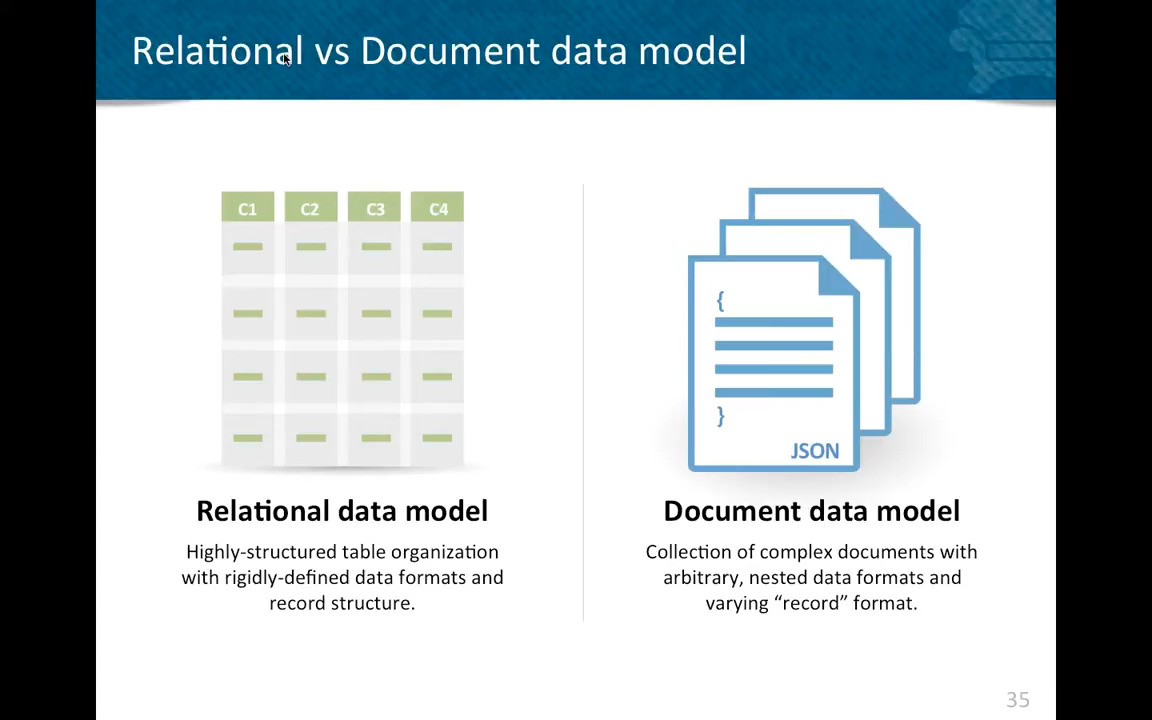 Relational vs Document data model
C1 C2 C3 C4
{
}
JSON
Relational data model
Highly-structured table organization
with rigidly-defined data formats and
record structure.
Document data model
Collection of complex documents with
arbitrary, nested data formats and
varying “record” format.
35